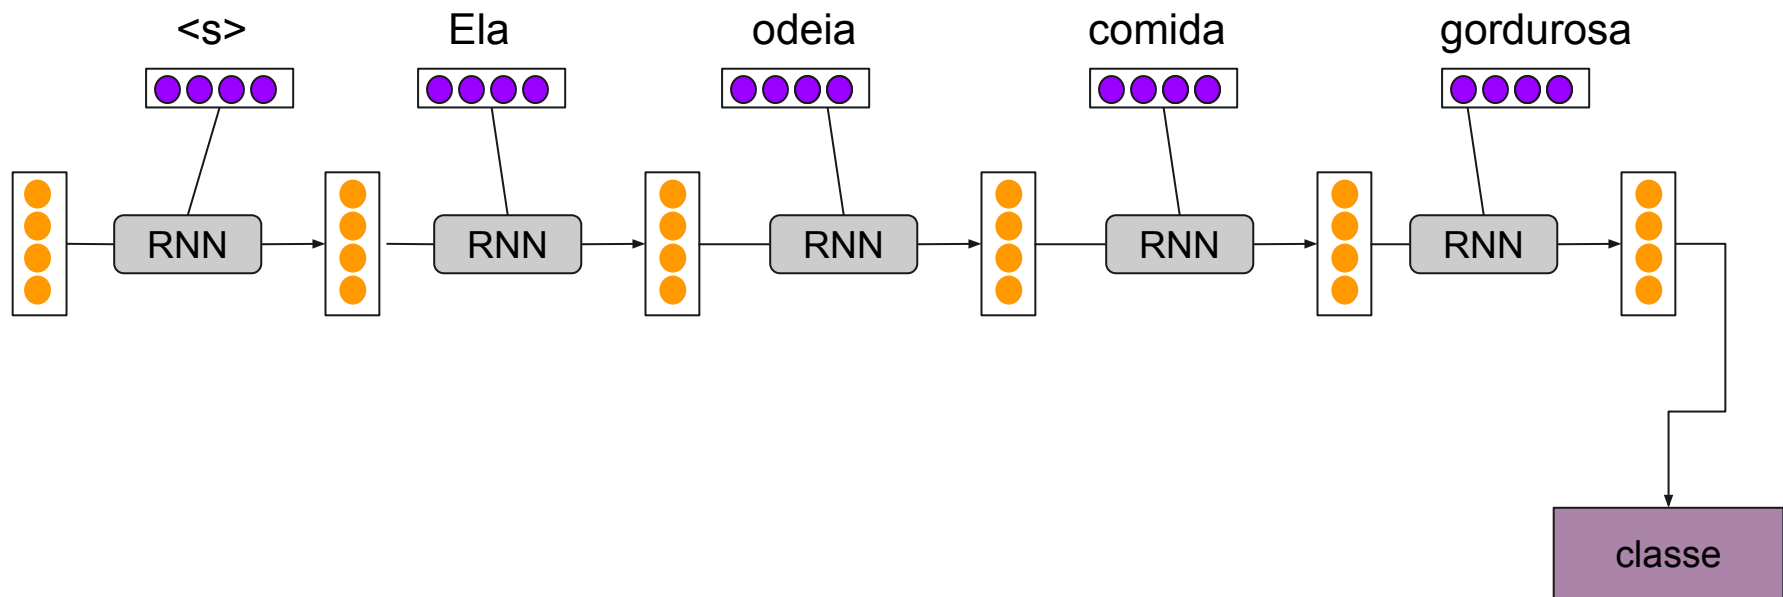 <s> Ela odeia comida gordurosa
RNN RNN RNN RNN RNN
classe